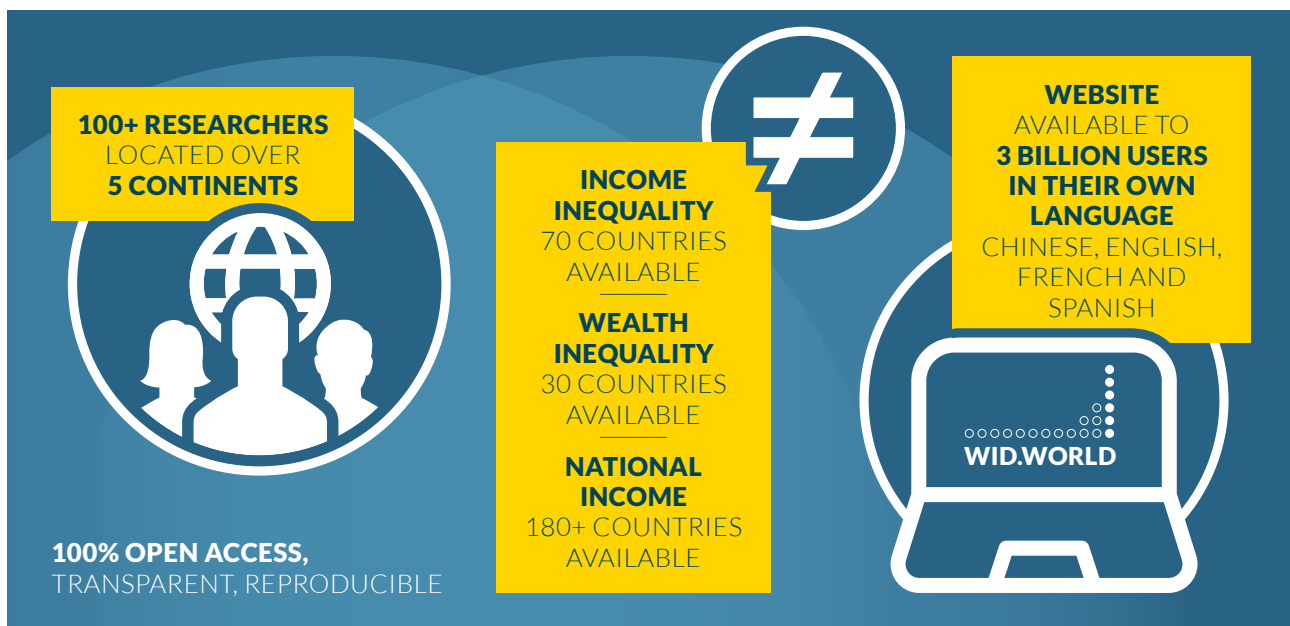 100+ RESEARCHERS
LOCATED OVER
5 CONTINENTS
100% OPEN ACCESS,
TRANSPARENT, REPRODUCIBLE
≠
INCOME
INEQUALITY
70 COUNTRIES
AVAILABLE
WEALTH
INEQUALITY
30 COUNTRIES
AVAILABLE
NATIONAL
INCOME
180+ COUNTRIES
AVAILABLE
WEBSITE
AVAILABLE TO
3 BILLION USERS
IN THEIR OWN
LANGUAGE
CHINESE, ENGLISH,
FRENCH AND
SPANISH
WID.WORLD